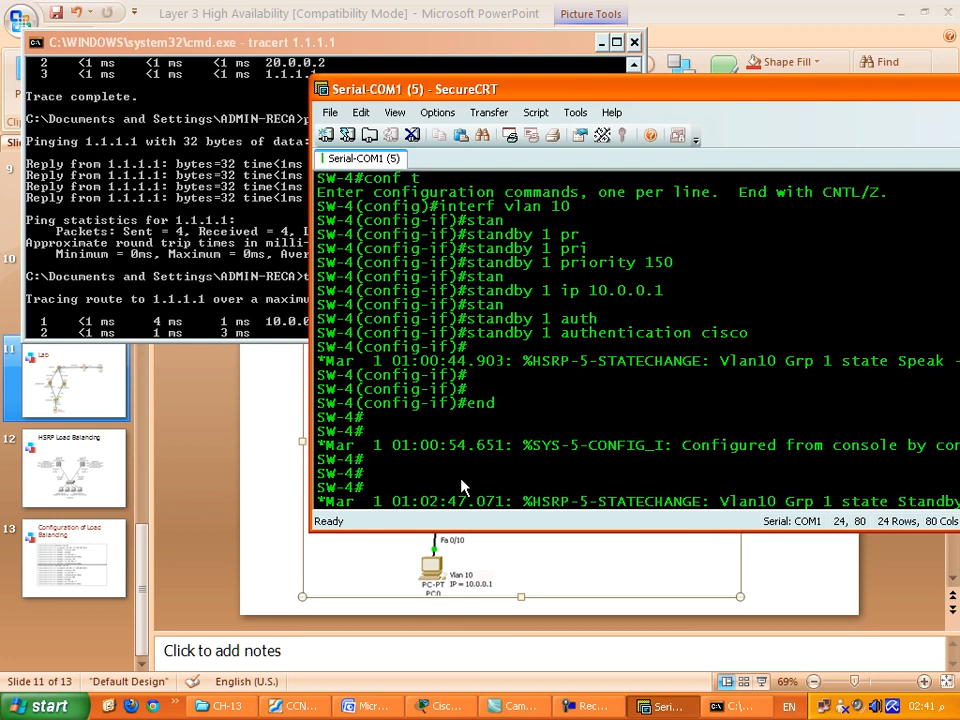 Layer 3 High Availability [Compatibility Mode] - Microsoft PowerPoint
Picture Tools
Shape Fill
Find
C:\WINDOWS\system32\cmd.exe - tracert 1.1.1.1
2 <1 ms <1 ms <1 ms 20.0.0.2
3 <1 ms <1 ms <1 ms 1.1.1.1
Trace complete.
C:\Documents and Settings\ADMIN-RECA>p
Pinging 1.1.1.1 with 32 bytes of data:
Reply from 1.1.1.1: bytes=32 time<1ms
Reply from 1.1.1.1: bytes=32 time<1ms
Reply from 1.1.1.1: bytes=32 time<1ms
Reply from 1.1.1.1: bytes=32 time<1ms
Ping statistics for 1.1.1.1:
Packets: Sent = 4, Received = 4, L
Approximate round trip times in milli-
Minimum = 0ms, Maximum = 0ms, Aver
C:\Documents and Settings\ADMIN-RECA>t
Tracing route to 1.1.1.1 over a maximu
1 <1 ms 4 ms 1 ms 10.0.0
2 <1 ms 1 ms 3 ms
Serial-COM1 (5) - SecureCRT
File Edit View Options Transfer Script Tools Help
Serial-COM1 (5)
SW-4#conf t
Enter configuration commands, one per line. End with CNTL/Z.
SW-4(config)#interf vlan 10
SW-4(config-if)#stan
SW-4(config-if)#standby 1 pr
SW-4(config-if)#standby 1 pri
SW-4(config-if)#standby 1 priority 150
SW-4(config-if)#stan
SW-4(config-if)#standby 1 ip 10.0.0.1
SW-4(config-if)#stan
SW-4(config-if)#standby 1 auth
SW-4(config-if)#standby 1 authentication cisco
SW-4(config-if)#
*Mar 1 01:00:44.903: %HSRP-5-STATECHANGE: Vlan10 Grp 1 state Speak -
SW-4(config-if)#
SW-4(config-if)#
SW-4(config-if)#end
SW-4#
SW-4#
*Mar 1 01:00:54.651: %SYS-5-CONFIG_I: Configured from console by con
SW-4#
SW-4#
SW-4#
*Mar 1 01:02:47.071: %HSRP-5-STATECHANGE: Vlan10 Grp 1 state Standby
Ready
Serial: COM1 24, 80 24 Rows, 80 Cols
9
10
11
Lab
12
HSRP Load Balancing
13
Configuration of Load
Balancing
Fa 0/10
Vlan 10
PC-PT IP = 10.0.0.1
PC0
Click to add notes
Slide 11 of 13
"Default Design"
English (U.S.)
69%
start
CH-13
CCN...
Micr...
Cisc...
Cam...
Rec...
Seri...
C:\...
EN
02:41 م